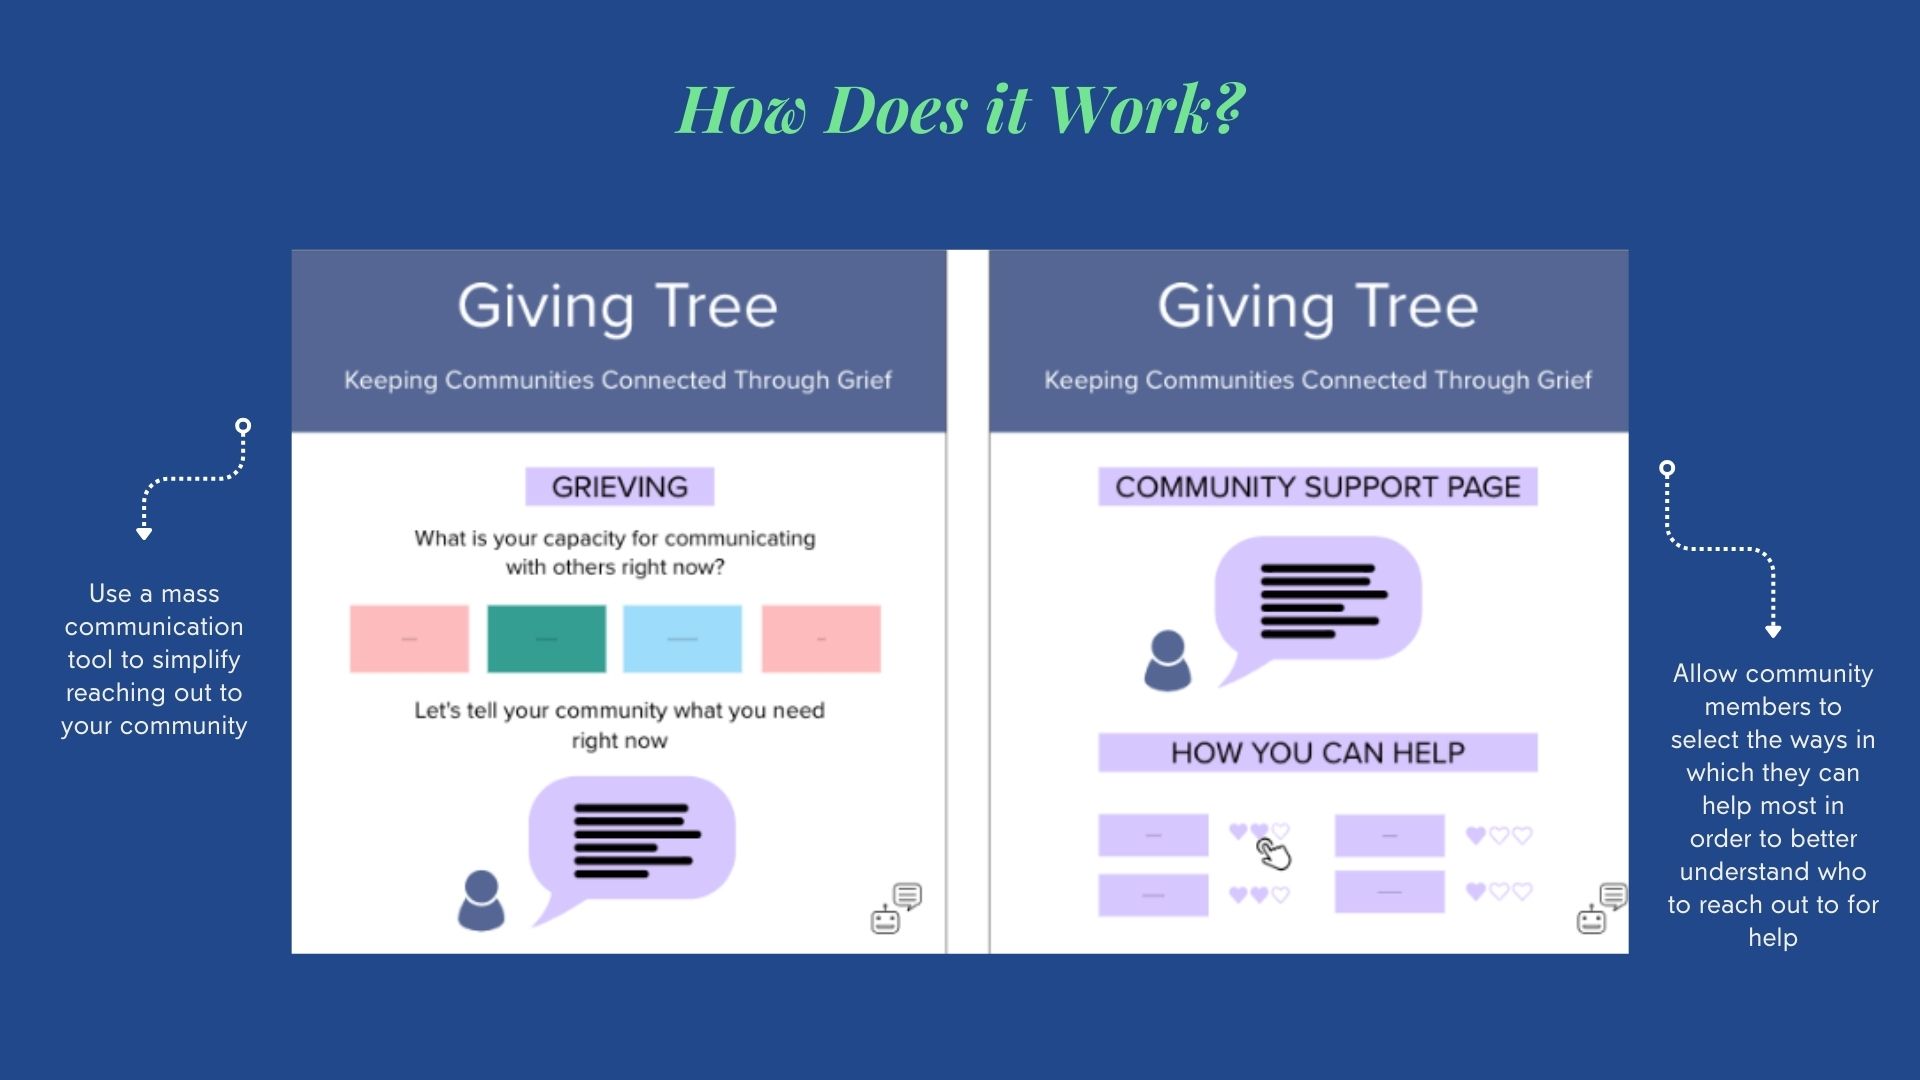 How Does it Work?
Giving Tree
Keeping Communities Connected Through Grief
GRIEVING
What is your capacity for communicating
with others right now?
Let's tell your community what you need
right now
Giving Tree
Keeping Communities Connected Through Grief
COMMUNITY SUPPORT PAGE
HOW YOU CAN HELP
Use a mass
communication
tool to simplify
reaching out to
your community
Allow community
members to
select the ways in
which they can
help most in
order to better
understand who
to reach out to for
help